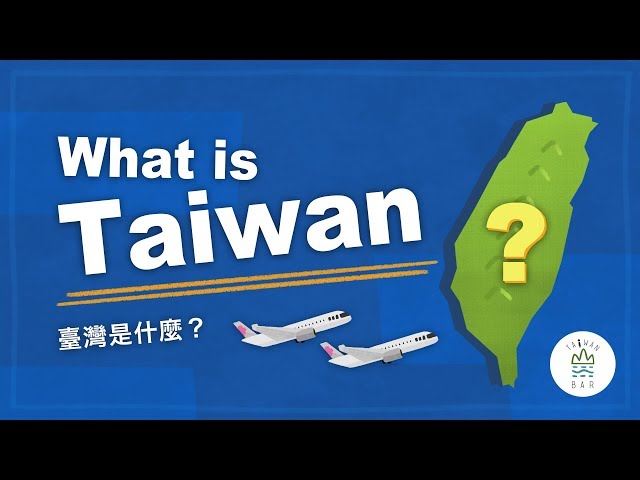 What is
Taiwan
臺灣是什麼？
?
TAIWAN
BAR